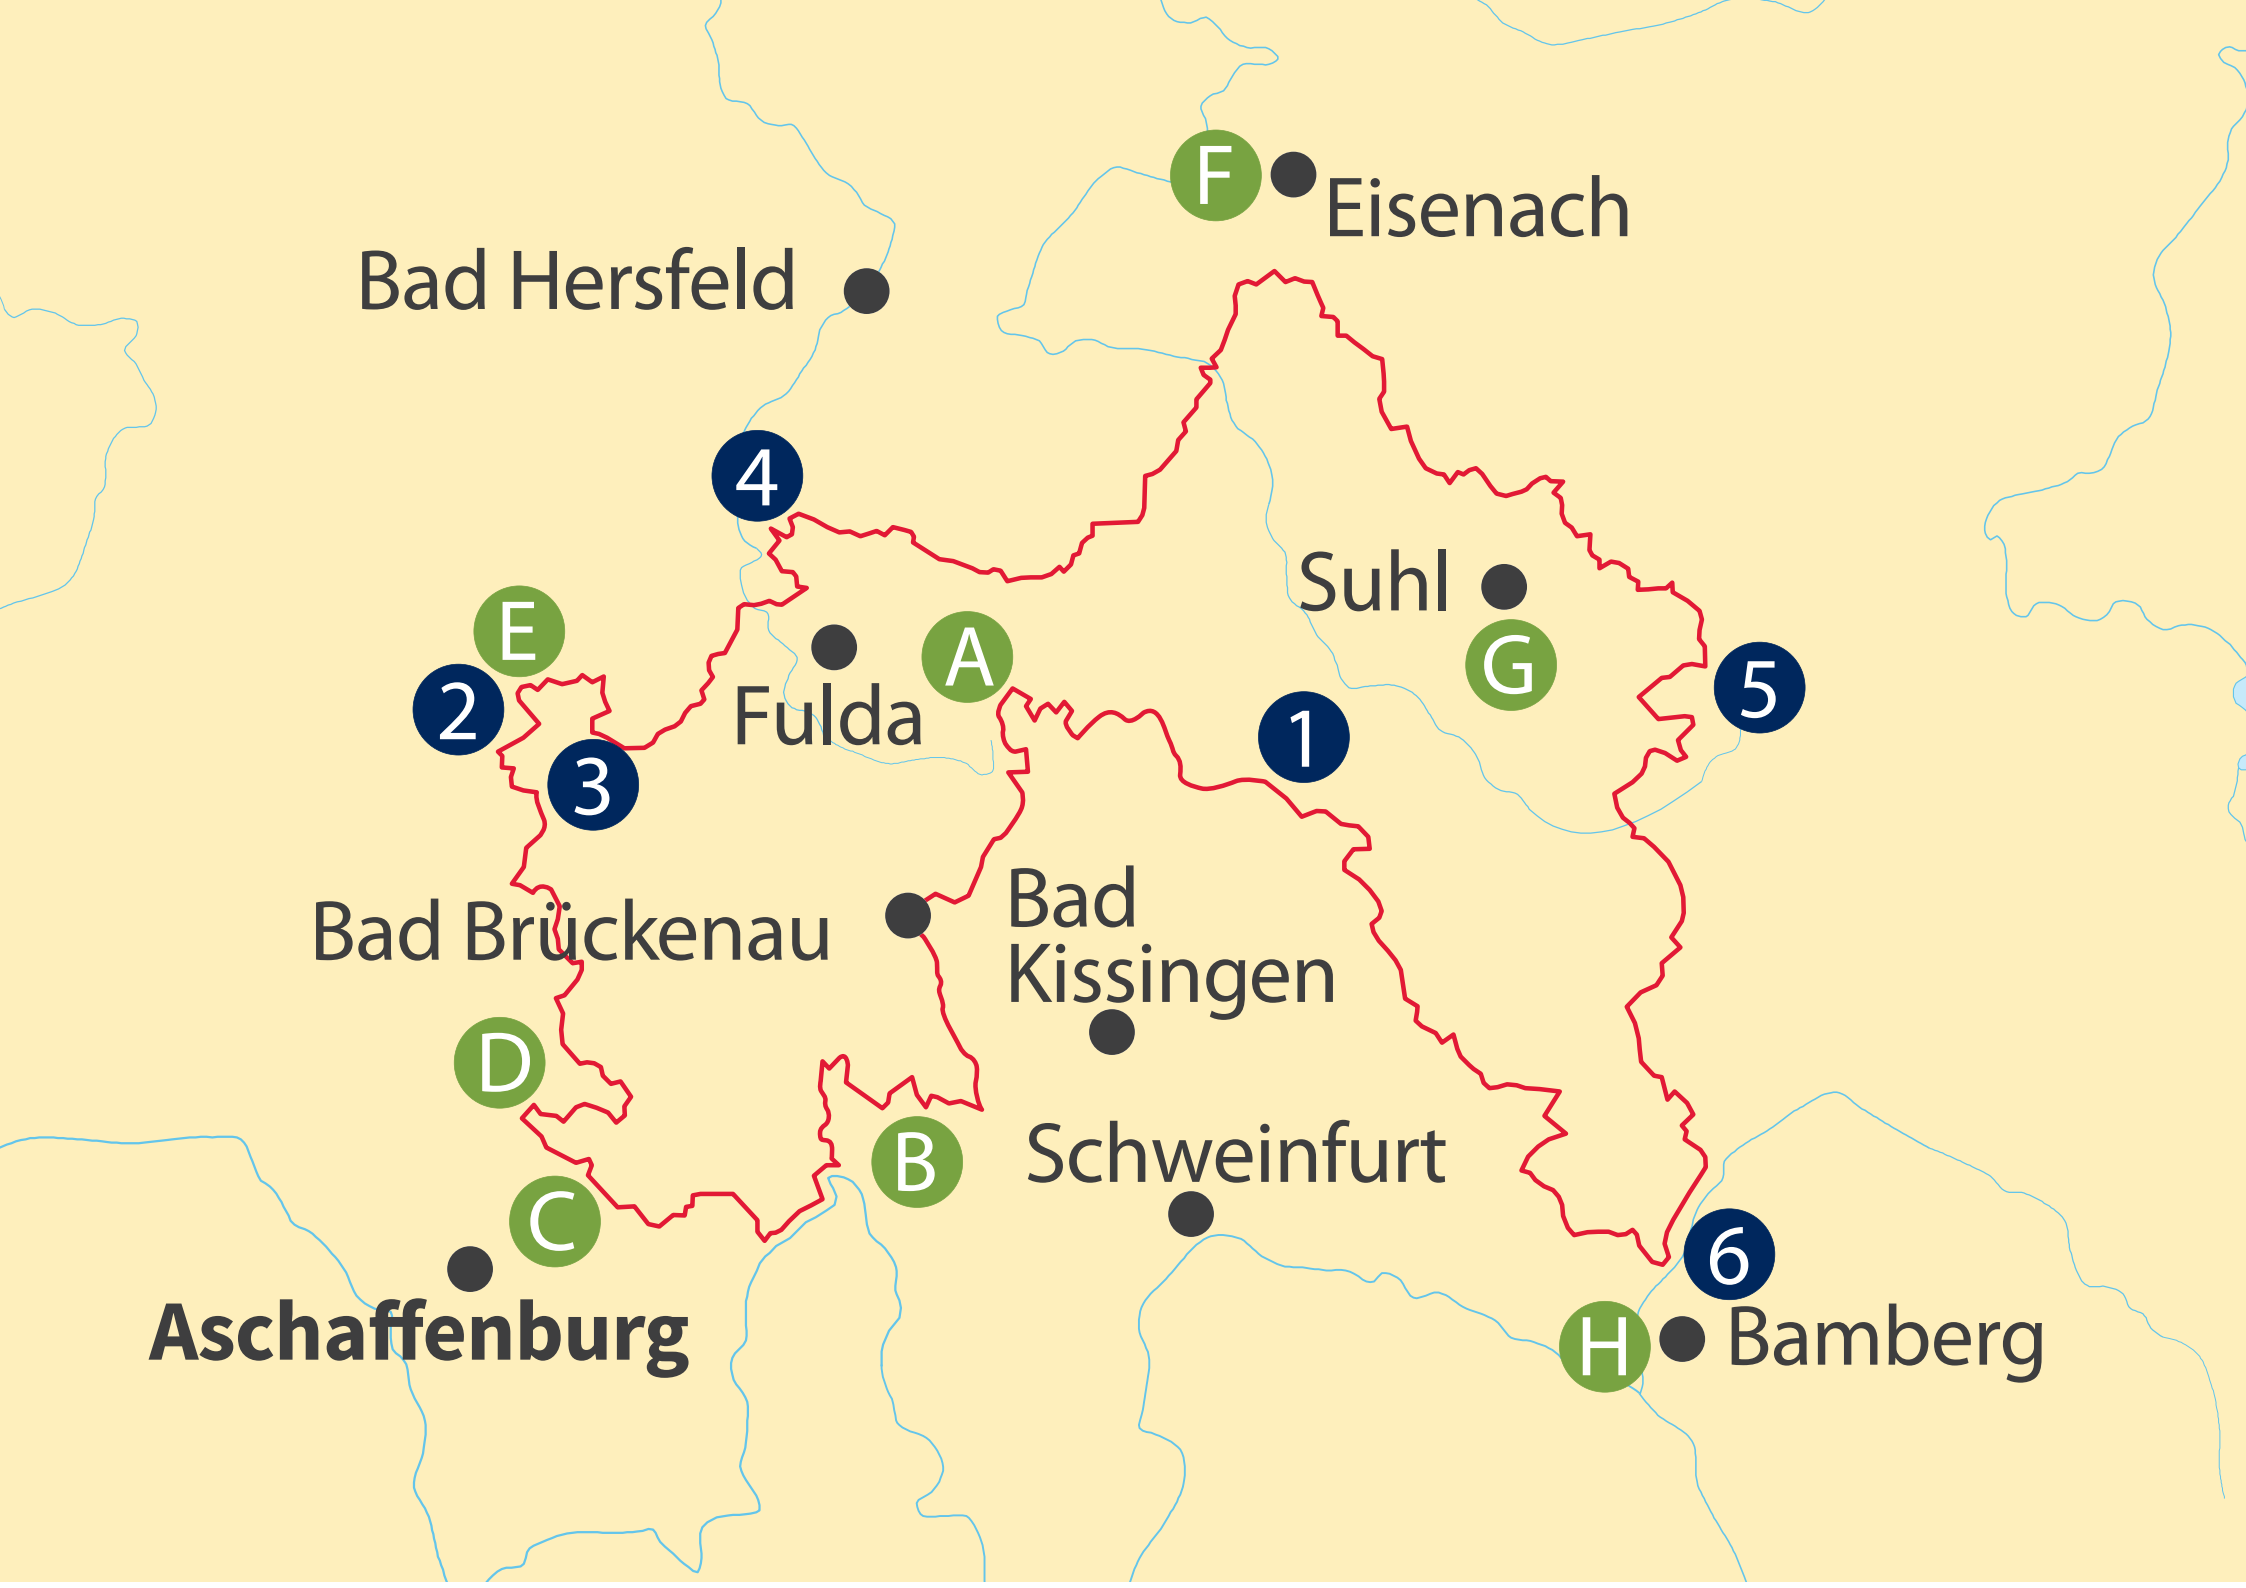 F
Eisenach
Bad Hersfeld
4
Suhl
E
A
G
2
Fulda
5
1
3
Bad
Kissingen
Bad Brückenau
D
Schweinfurt
B
C
6
Aschaffenburg
H
Bamberg